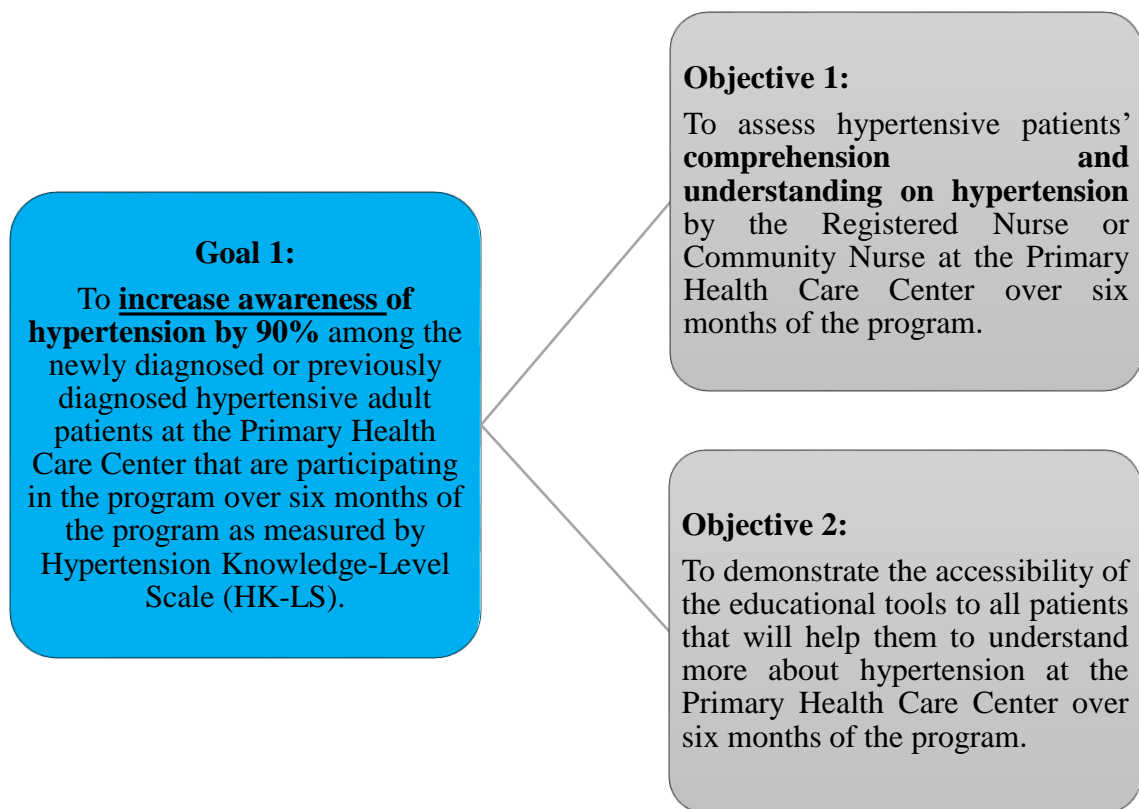 Goal 1:
To increase awareness of
hypertension by 90% among the
newly diagnosed or previously
diagnosed hypertensive adult
patients at the Primary Health
Care Center that are participating
in the program over six months of
the program as measured by
Hypertension Knowledge-Level
Scale (HK-LS).
Objective 1:
To assess hypertensive patients’
comprehension and
understanding on hypertension
by the Registered Nurse or
Community Nurse at the Primary
Health Care Center over six
months of the program.
Objective 2:
To demonstrate the accessibility of
the educational tools to all patients
that will help them to understand
more about hypertension at the
Primary Health Care Center over
six months of the program.